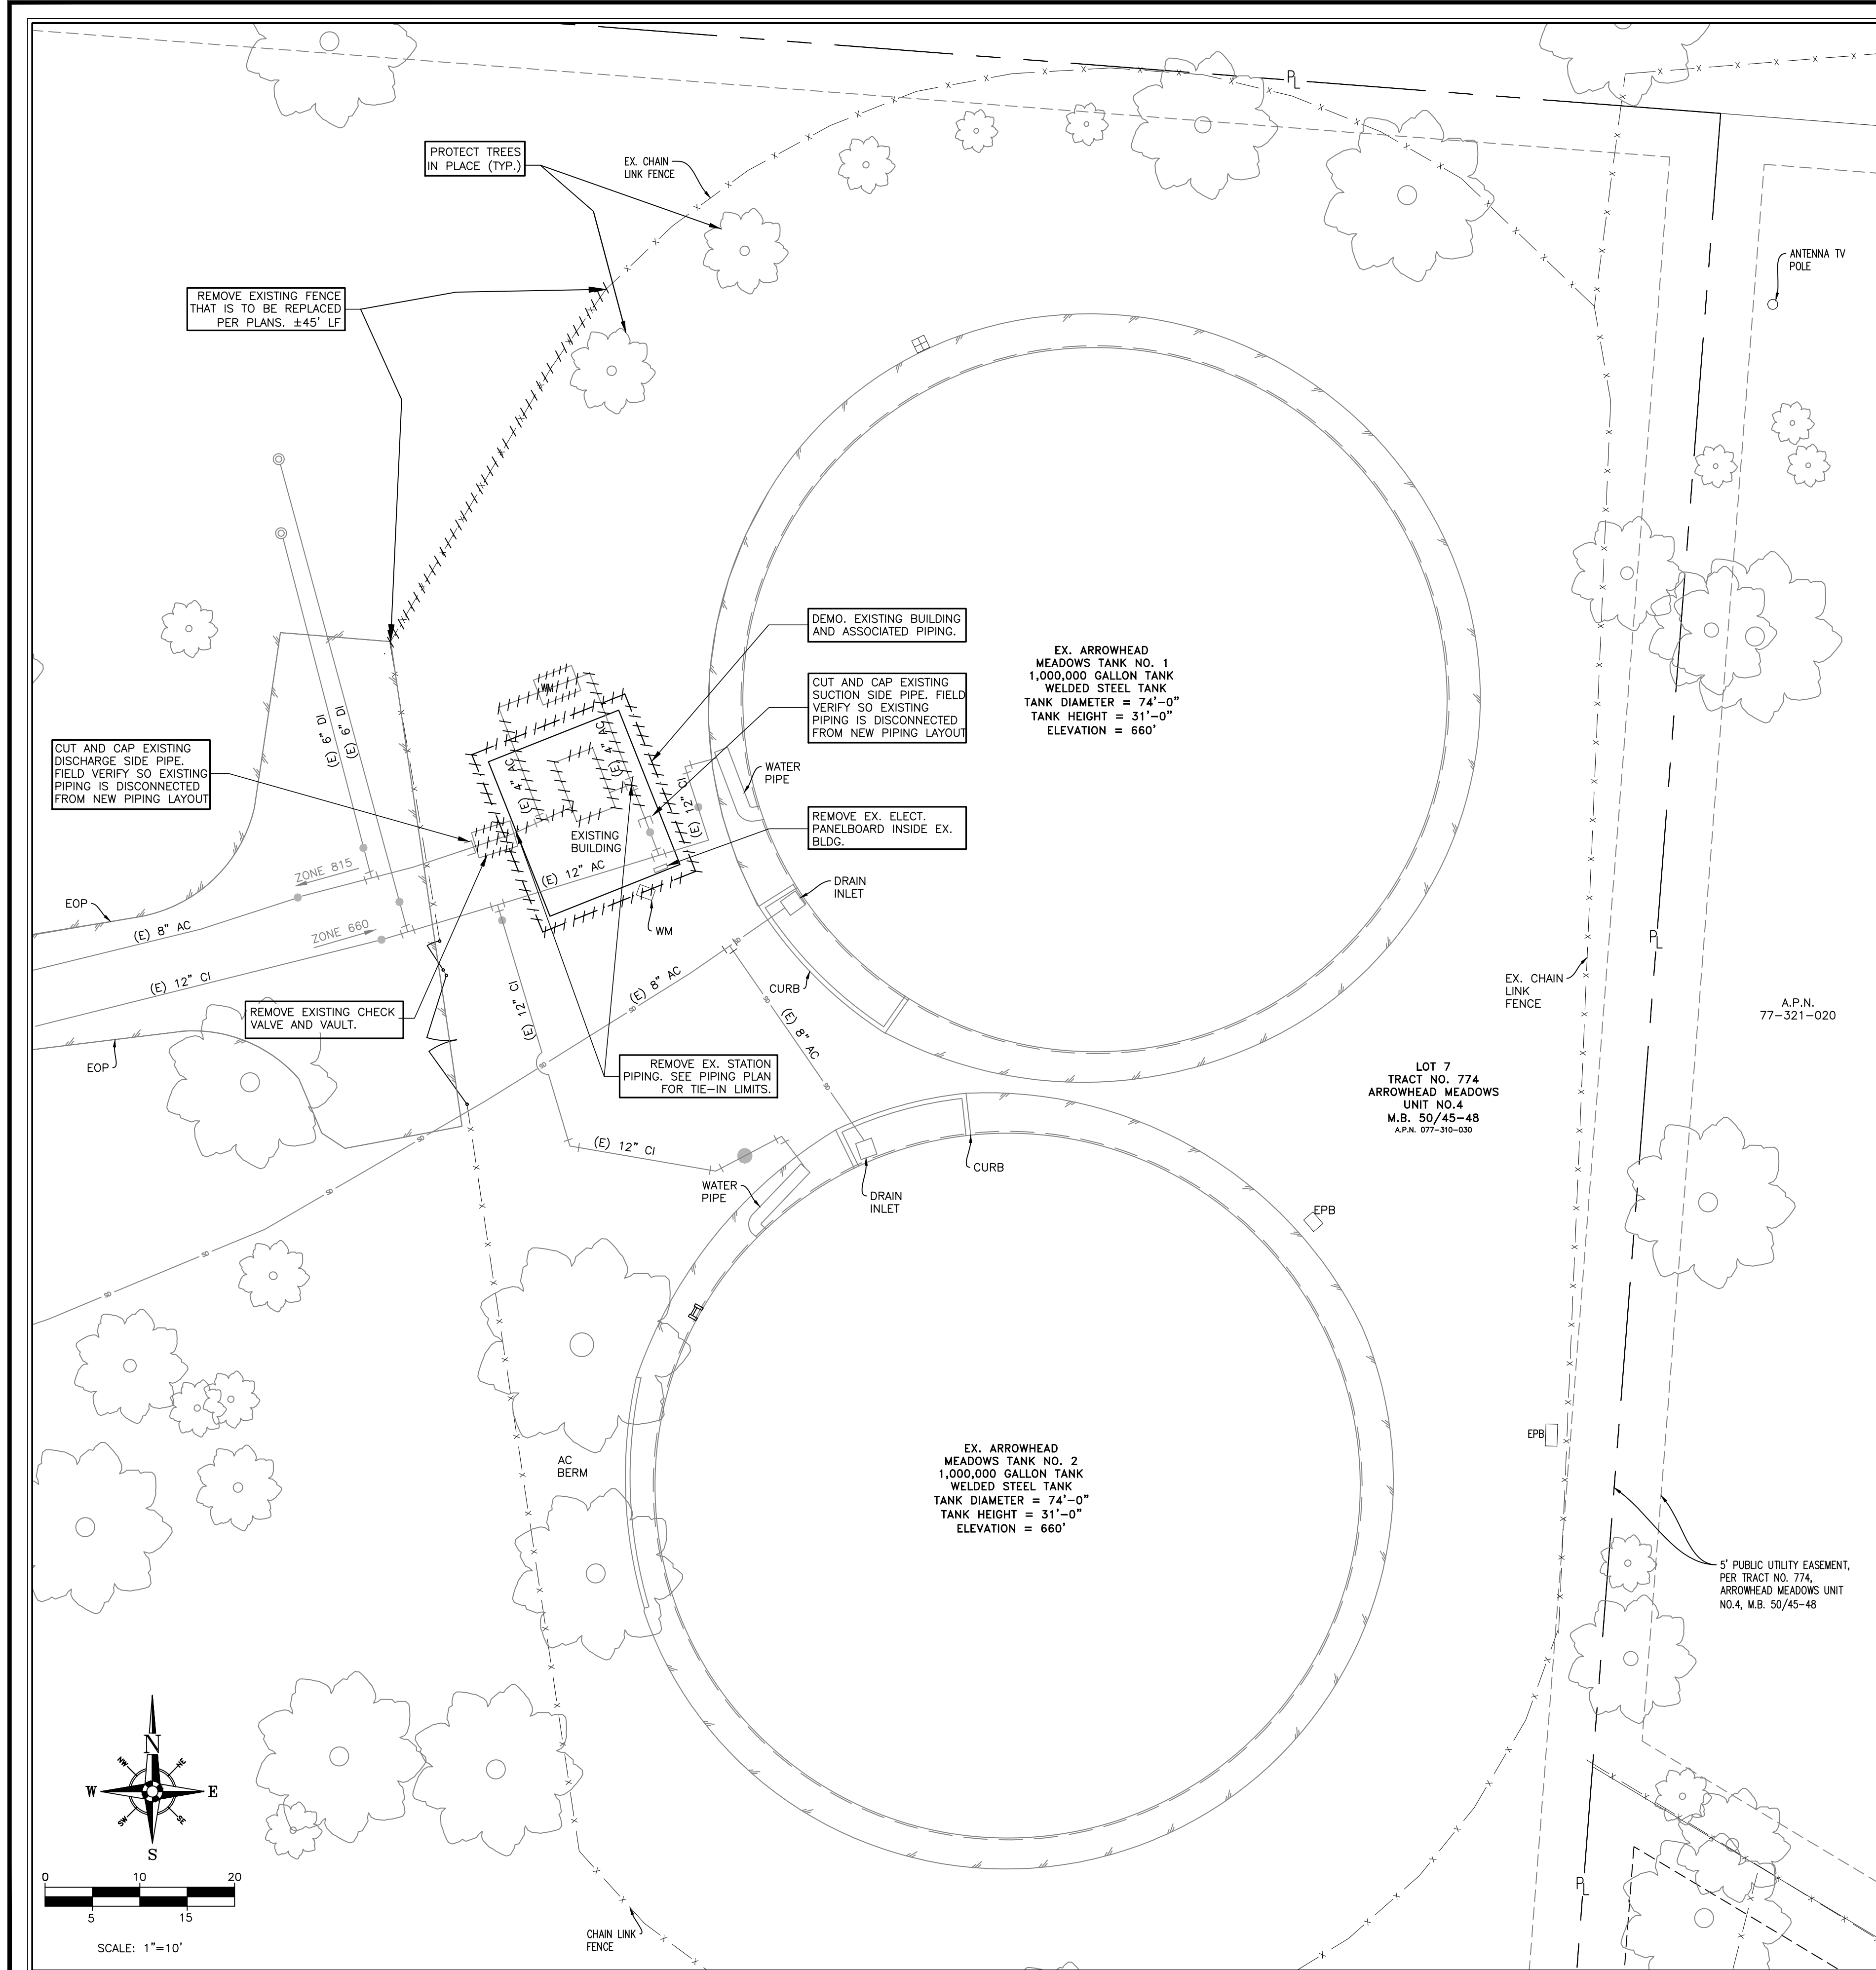 PROTECT TREES
IN PLACE (TYP.)
EX. CHAIN
LINK FENCE
P L
ANTENNA TV
POLE
REMOVE EXISTING FENCE
THAT IS TO BE REPLACED
PER PLANS. ±45' LF
DEMO. EXISTING BUILDING
AND ASSOCIATED PIPING.
EX. ARROWHEAD
MEADOWS TANK NO. 1
1,000,000 GALLON TANK
WELDED STEEL TANK
TANK DIAMETER = 74'-0"
TANK HEIGHT = 31'-0"
ELEVATION = 660'
CUT AND CAP EXISTING
SUCTION SIDE PIPE. FIELD
VERIFY SO EXISTING
PIPING IS DISCONNECTED
FROM NEW PIPING LAYOUT
WM
(E) 6" DI
(E) 6" DI
(E) 4" AC
(E) 4" AC
(E) 12" CI
CUT AND CAP EXISTING
DISCHARGE SIDE PIPE.
FIELD VERIFY SO EXISTING
PIPING IS DISCONNECTED
FROM NEW PIPING LAYOUT
WATER
PIPE
REMOVE EX. ELECT.
PANELBOARD INSIDE EX.
BLDG.
EXISTING
BUILDING
(E) 12" AC
ZONE 815
DRAIN
INLET
EOP
(E) 8" AC
ZONE 660
WM
P L
(E) 12" CI
(E) 12" CI
(E) 8" AC
CURB
(E) 8" AC
EX. CHAIN
LINK
FENCE
A.P.N.
77-321-020
REMOVE EXISTING CHECK
VALVE AND VAULT.
EOP
REMOVE EX. STATION
PIPING. SEE PIPING PLAN
FOR TIE-IN LIMITS.
LOT 7
TRACT NO. 774
ARROWHEAD MEADOWS
UNIT NO.4
M.B. 50/45-48
A.P.N. 077-310-030
(E) 12" CI
CURB
WATER
PIPE
DRAIN
INLET
EPB
EPB
AC
BERM
EX. ARROWHEAD
MEADOWS TANK NO. 2
1,000,000 GALLON TANK
WELDED STEEL TANK
TANK DIAMETER = 74'-0"
TANK HEIGHT = 31'-0"
ELEVATION = 660'
5' PUBLIC UTILITY EASEMENT,
PER TRACT NO. 774,
ARROWHEAD MEADOWS UNIT
NO.4, M.B. 50/45-48
N
NW NE
W E
SW SE
S
P L
0 10 20
5 15
SCALE: 1"=10'
CHAIN LINK
FENCE